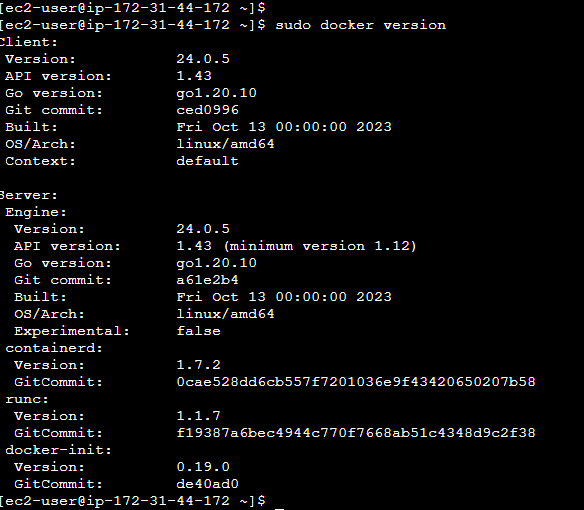 [ec2-user@ip-172-31-44-172 ~]$
[ec2-user@ip-172-31-44-172 ~]$ sudo docker version
Client:
 Version:           24.0.5
 API version:       1.43
 Go version:        go1.20.10
 Git commit:        ced0996
 Built:             Fri Oct 13 00:00:00 2023
 OS/Arch:           linux/amd64
 Context:           default

Server:
 Engine:
  Version:          24.0.5
  API version:      1.43 (minimum version 1.12)
  Go version:       go1.20.10
  Git commit:       a61e2b4
  Built:            Fri Oct 13 00:00:00 2023
  OS/Arch:          linux/amd64
  Experimental:     false
 containerd:
  Version:          1.7.2
  GitCommit:        0cae528dd6cb557f7201036e9f43420650207b58
 runc:
  Version:          1.1.7
  GitCommit:        f19387a6bec4944c770f7668ab51c4348d9c2f38
 docker-init:
  Version:          0.19.0
  GitCommit:        de40ad0
[ec2-user@ip-172-31-44-172 ~]$